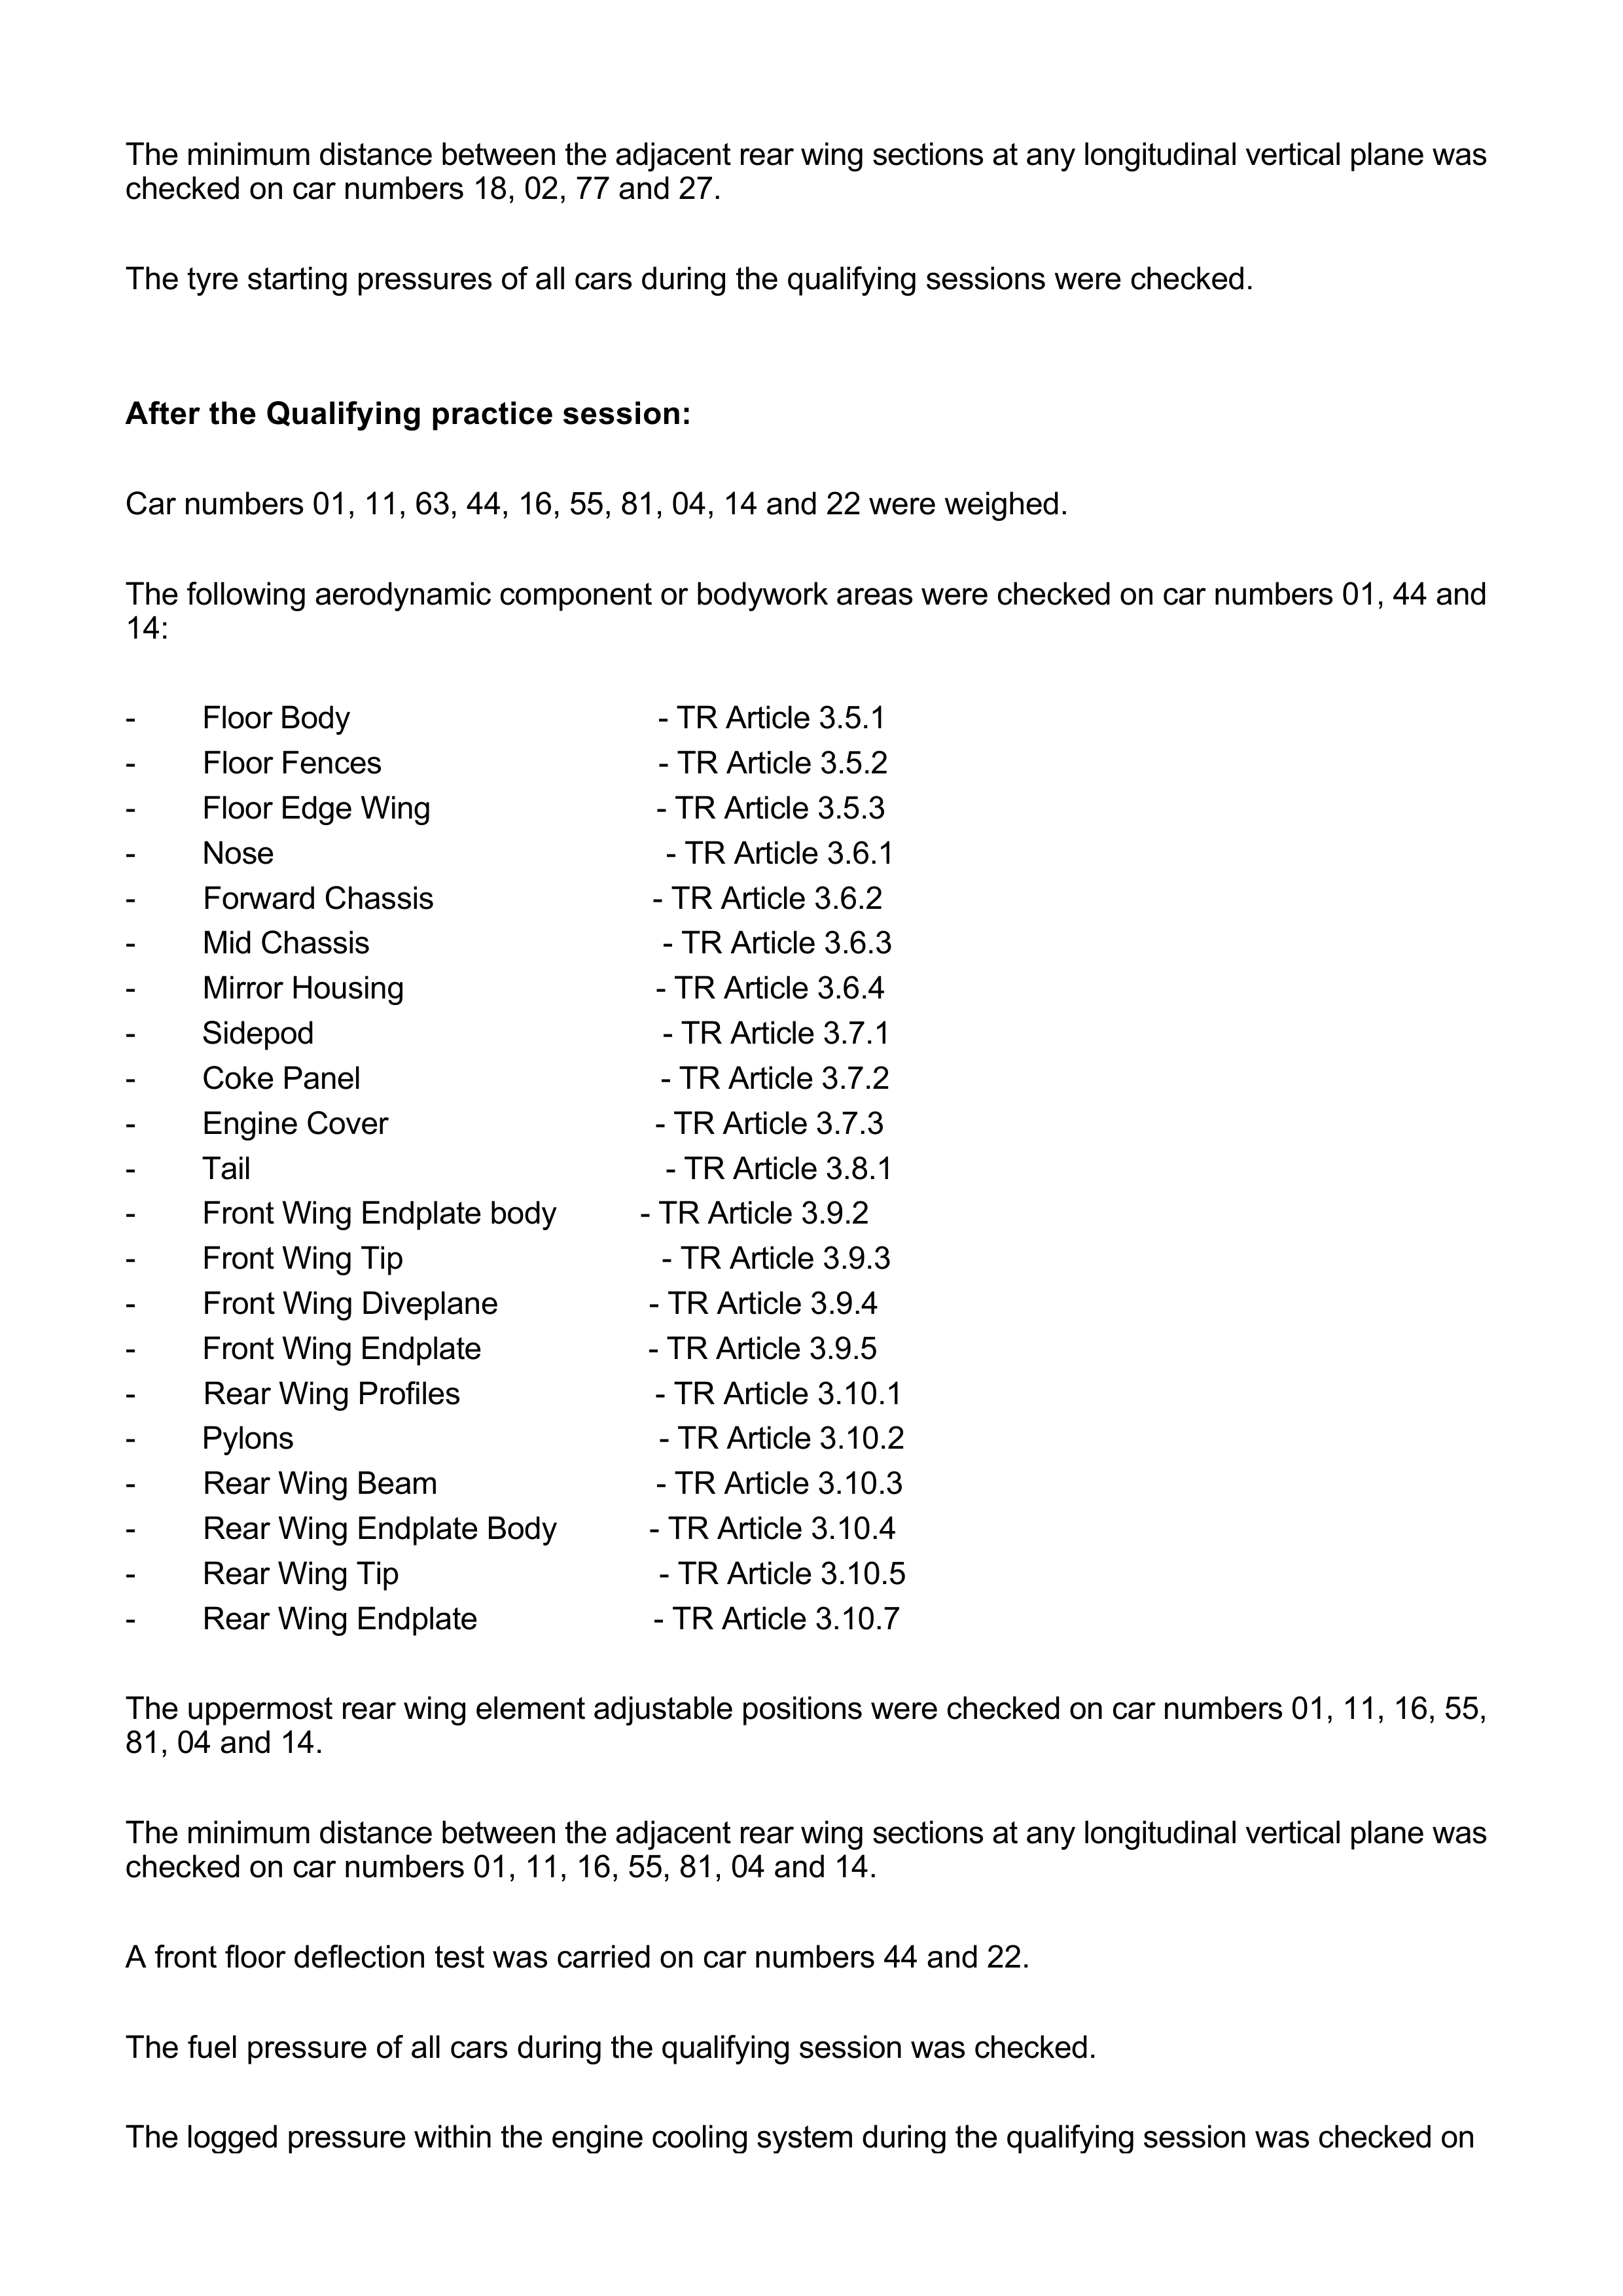 The minimum distance between the adjacent rear wing sections at any longitudinal vertical plane was
checked on car numbers 18, 02, 77 and 27.
The tyre starting pressures of all cars during the qualifying sessions were checked.
After the Qualifying practice session:
Car numbers 01, 11, 63, 44, 16, 55, 81, 04, 14 and 22 were weighed.
The following aerodynamic component or bodywork areas were checked on car numbers 01, 44 and
14:
- Floor Body - TR Article 3.5.1
- Floor Fences - TR Article 3.5.2
- Floor Edge Wing - TR Article 3.5.3
- Nose - TR Article 3.6.1
- Forward Chassis - TR Article 3.6.2
- Mid Chassis - TR Article 3.6.3
- Mirror Housing - TR Article 3.6.4
- Sidepod - TR Article 3.7.1
- Coke Panel - TR Article 3.7.2
- Engine Cover - TR Article 3.7.3
- Tail - TR Article 3.8.1
- Front Wing Endplate body - TR Article 3.9.2
- Front Wing Tip - TR Article 3.9.3
- Front Wing Diveplane - TR Article 3.9.4
- Front Wing Endplate - TR Article 3.9.5
- Rear Wing Profiles - TR Article 3.10.1
- Pylons - TR Article 3.10.2
- Rear Wing Beam - TR Article 3.10.3
- Rear Wing Endplate Body - TR Article 3.10.4
- Rear Wing Tip - TR Article 3.10.5
- Rear Wing Endplate - TR Article 3.10.7
The uppermost rear wing element adjustable positions were checked on car numbers 01, 11, 16, 55,
81, 04 and 14.
The minimum distance between the adjacent rear wing sections at any longitudinal vertical plane was
checked on car numbers 01, 11, 16, 55, 81, 04 and 14.
A front floor deflection test was carried on car numbers 44 and 22.
The fuel pressure of all cars during the qualifying session was checked.
The logged pressure within the engine cooling system during the qualifying session was checked on